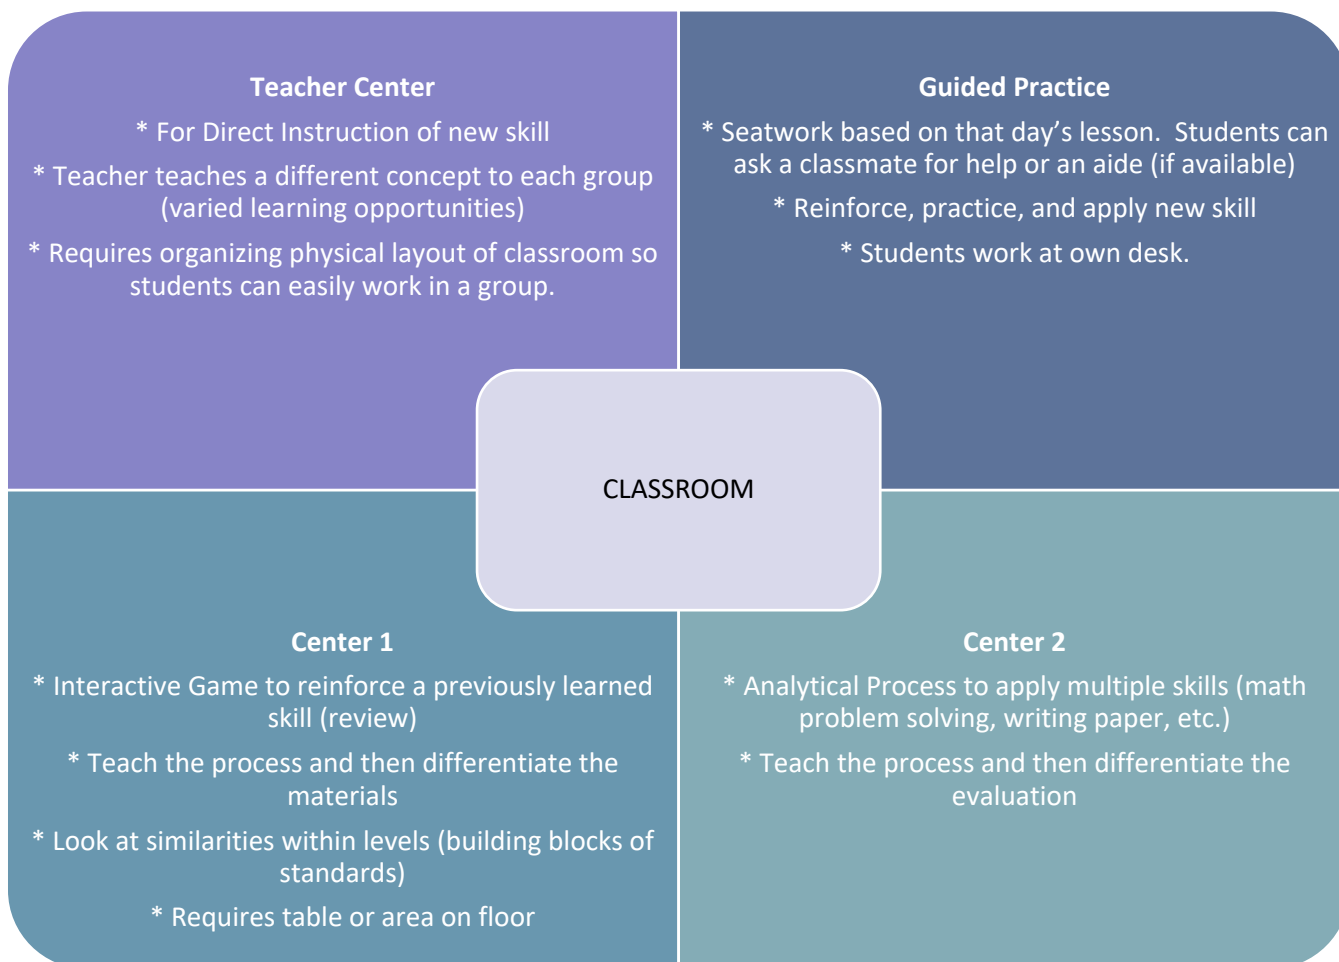 Teacher Center
* For Direct Instruction of new skill
* Teacher teaches a different concept to each group
(varied learning opportunities)
* Requires organizing physical layout of classroom so
students can easily work in a group.
Guided Practice
* Seatwork based on that day’s lesson.  Students can
ask a classmate for help or an aide (if available)
* Reinforce, practice, and apply new skill
* Students work at own desk.
CLASSROOM
Center 1
* Interactive Game to reinforce a previously learned
skill (review)
* Teach the process and then differentiate the
materials
* Look at similarities within levels (building blocks of
standards)
* Requires table or area on floor
Center 2
* Analytical Process to apply multiple skills (math
problem solving, writing paper, etc.)
* Teach the process and then differentiate the
evaluation